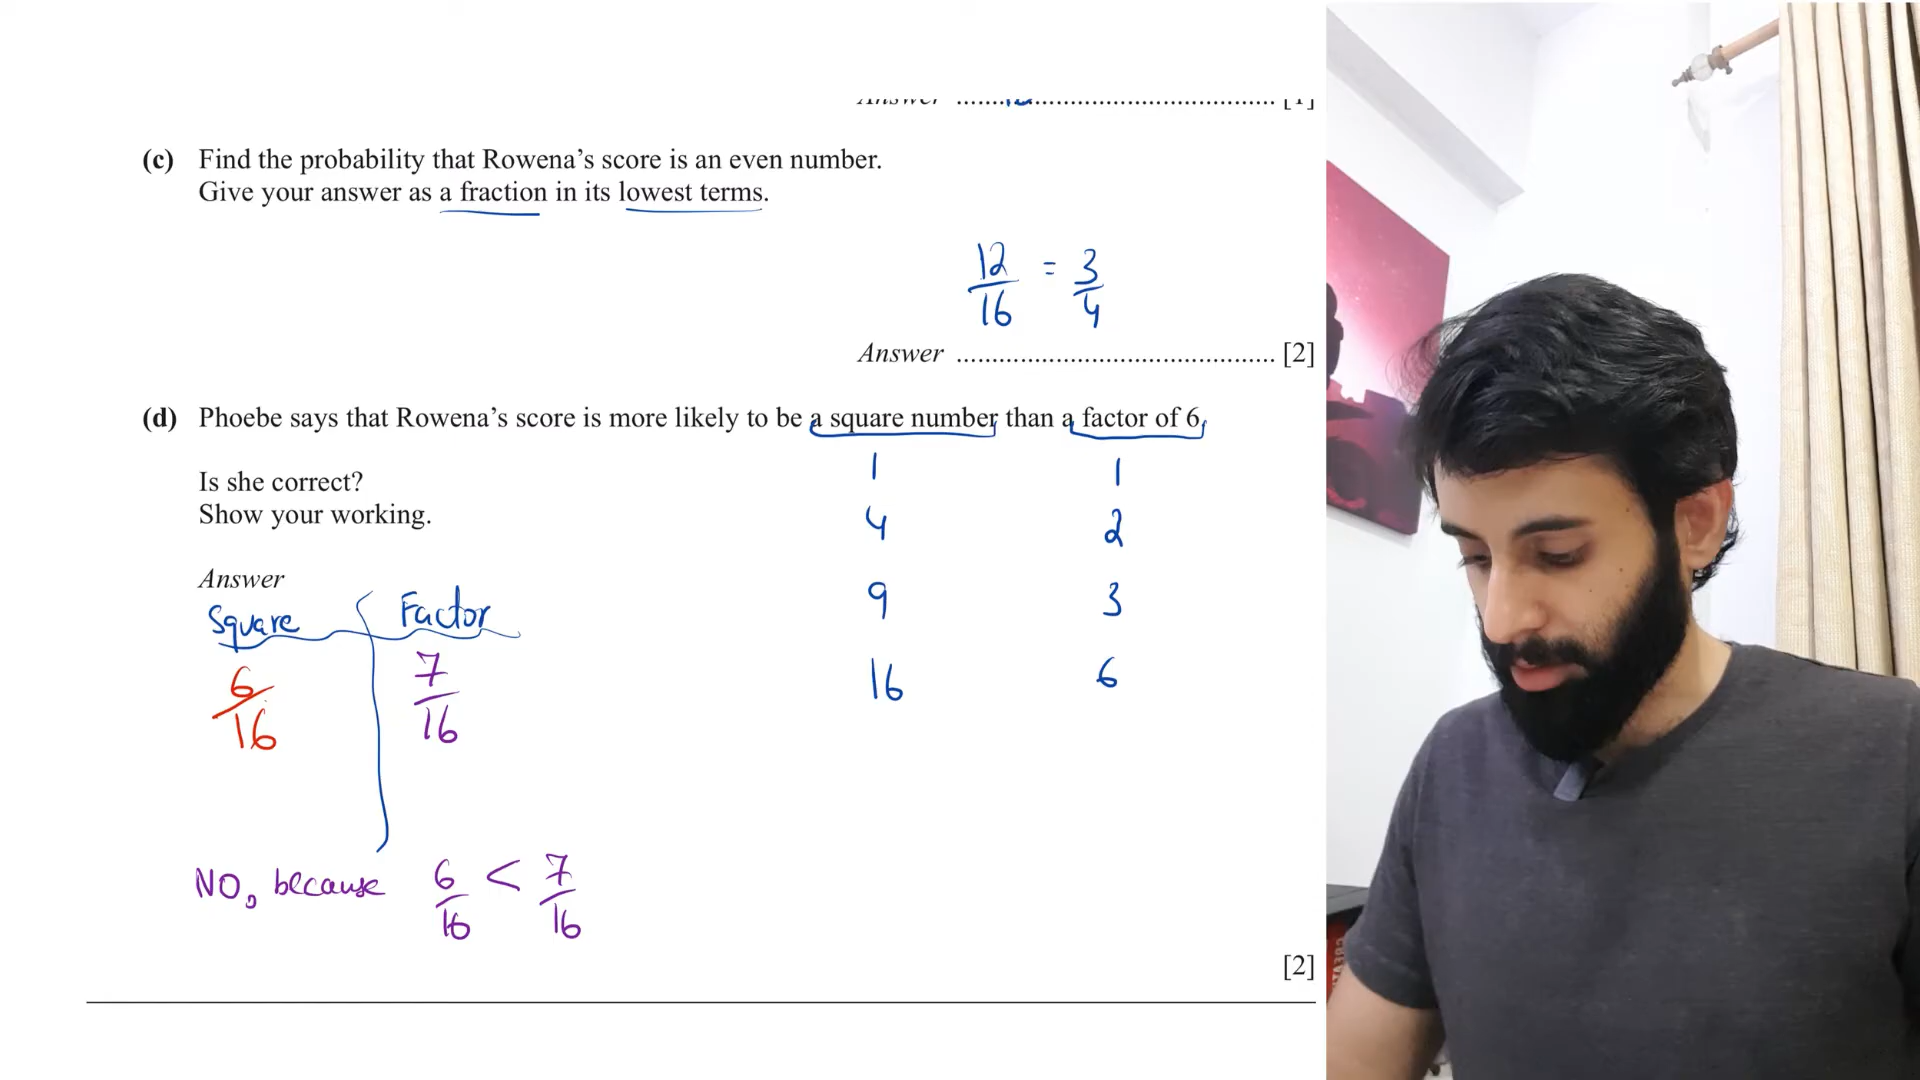 Answer ............................................ [1]
(c) Find the probability that Rowena's score is an even number.
Give your answer as a fraction in its lowest terms.
12/16 = 3/4
Answer ............................................ [2]
(d) Phoebe says that Rowena's score is more likely to be a square number than a factor of 6.
1 1
Is she correct?
Show your working.
4 2
Answer
Square Factor
9 3
6/16 7/16
16 6
NO, because 6/16 < 7/16
[2]